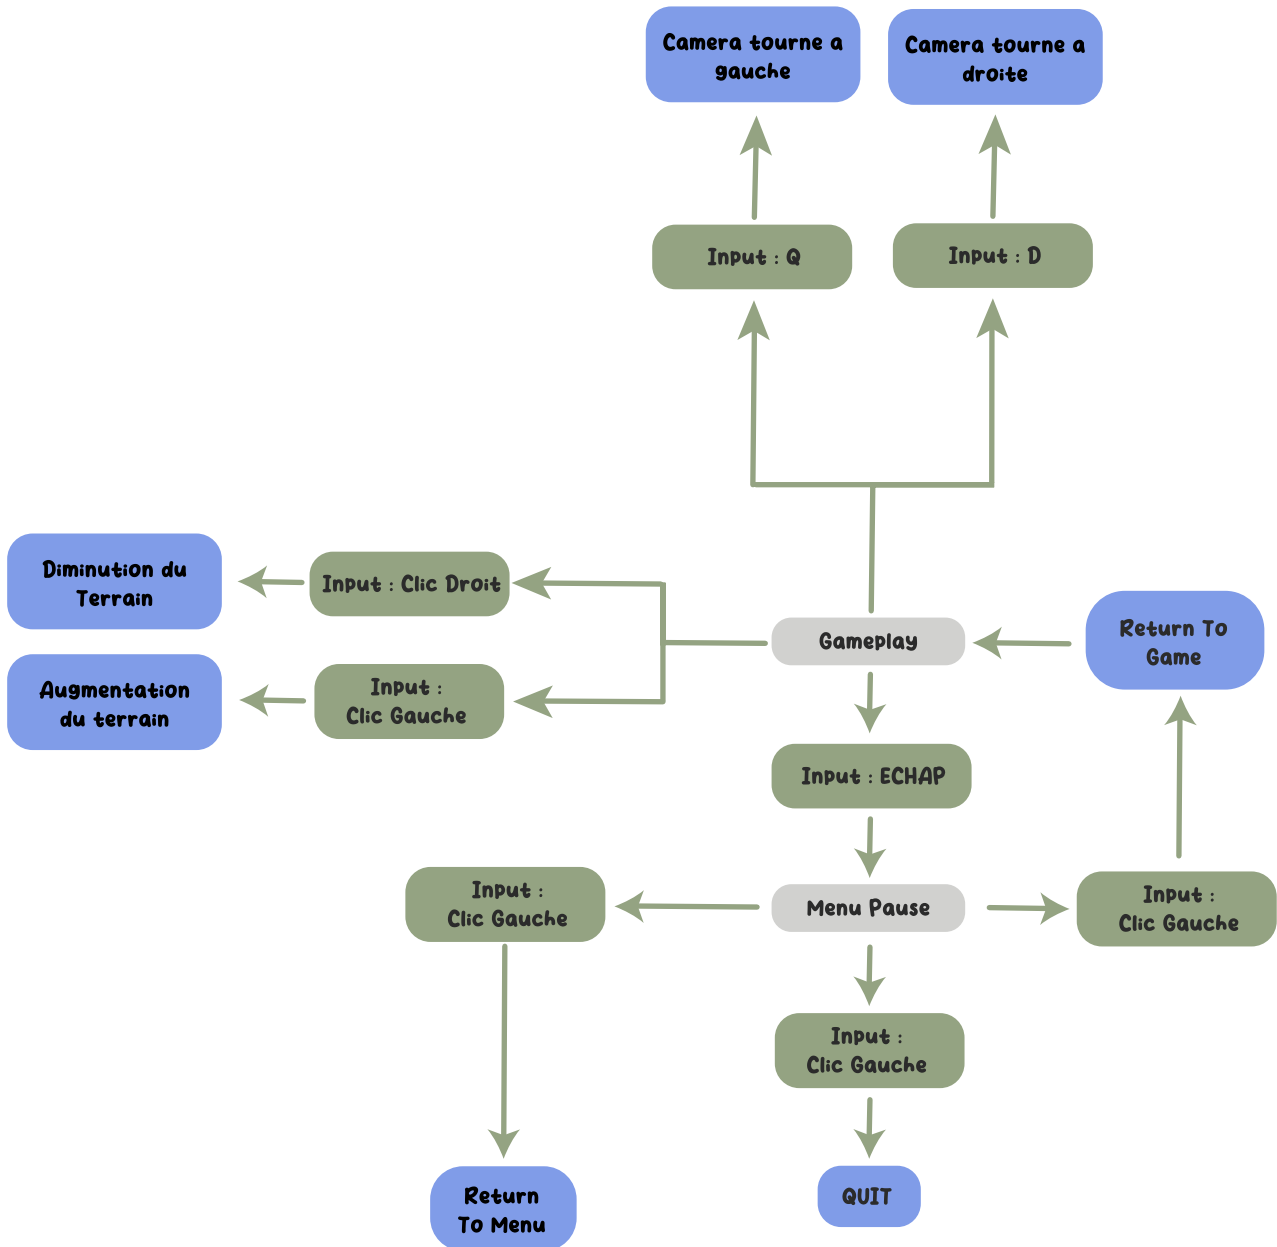 Camera tourne a
gauche
Camera tourne a
droite
Input : Q
Input : D
Diminution du
Terrain
Input : Clic Droit
Gameplay
Return To
Game
Augmentation
du terrain
Input :
Clic Gauche
Input : ECHAP
Input :
Clic Gauche
Menu Pause
Input :
Clic Gauche
Input :
Clic Gauche
Return
To Menu
QUIT